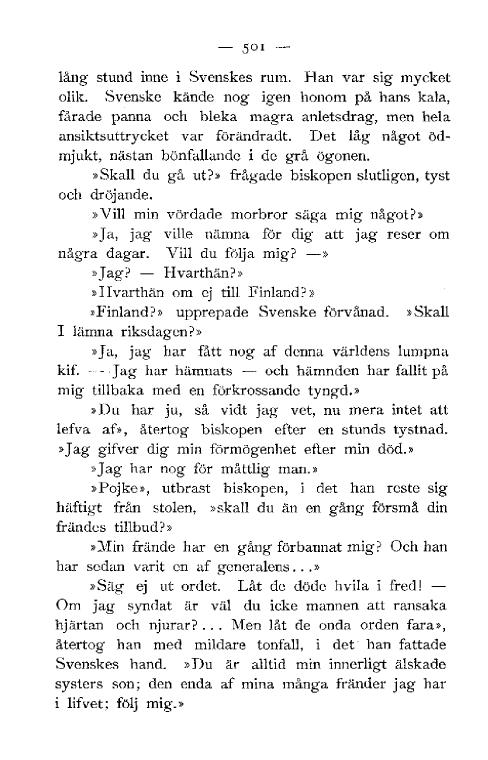 — 501 —
lång stund inne i Svenskes rum. Han var sig mycket
olik. Svenske kände nog igen honom på hans kala,
fårade panna och bleka magra anletsdrag, men hela
ansiktsuttrycket var förändradt. Det låg något öd-
mjukt, nästan bönfallande i de grå ögonen.
»Skall du gå ut?» frågade biskopen slutligen, tyst
och dröjande.
»Vill min vördade morbror säga mig något?»
»Ja, jag ville nämna för dig att jag reser om
några dagar. Vill du följa mig? —»
»Jag? — Hvarthän?»
»Hvarthän om ej till Finland?»
»Finland?» upprepade Svenske förvånad. »Skall
I lämna riksdagen?»
»Ja, jag har fått nog af denna världens lumpna
kif. — Jag har hämnats — och hämnden har fallit på
mig tillbaka med en förkrossande tyngd.»
»Du har ju, så vidt jag vet, nu mera intet att
lefva af», återtog biskopen efter en stunds tystnad.
»Jag gifver dig min förmögenhet efter min död.»
»Jag har nog för måttlig man.»
»Pojke», utbrast biskopen, i det han reste sig
häftigt från stolen, »skall du än en gång försmå din
frändes tillbud?»
»Min frände har en gång förbannat mig? Och han
har sedan varit en af generalens...»
»Säg ej ut ordet. Låt de döde hvila i fred! —
Om jag syndat är väl du icke mannen att ransaka
hjärtan och njurar?... Men låt de onda orden fara»,
återtog han med mildare tonfall, i det han fattade
Svenskes hand. »Du är alltid min innerligt älskade
systers son; den enda af mina många fränder jag har
i lifvet; följ mig.»